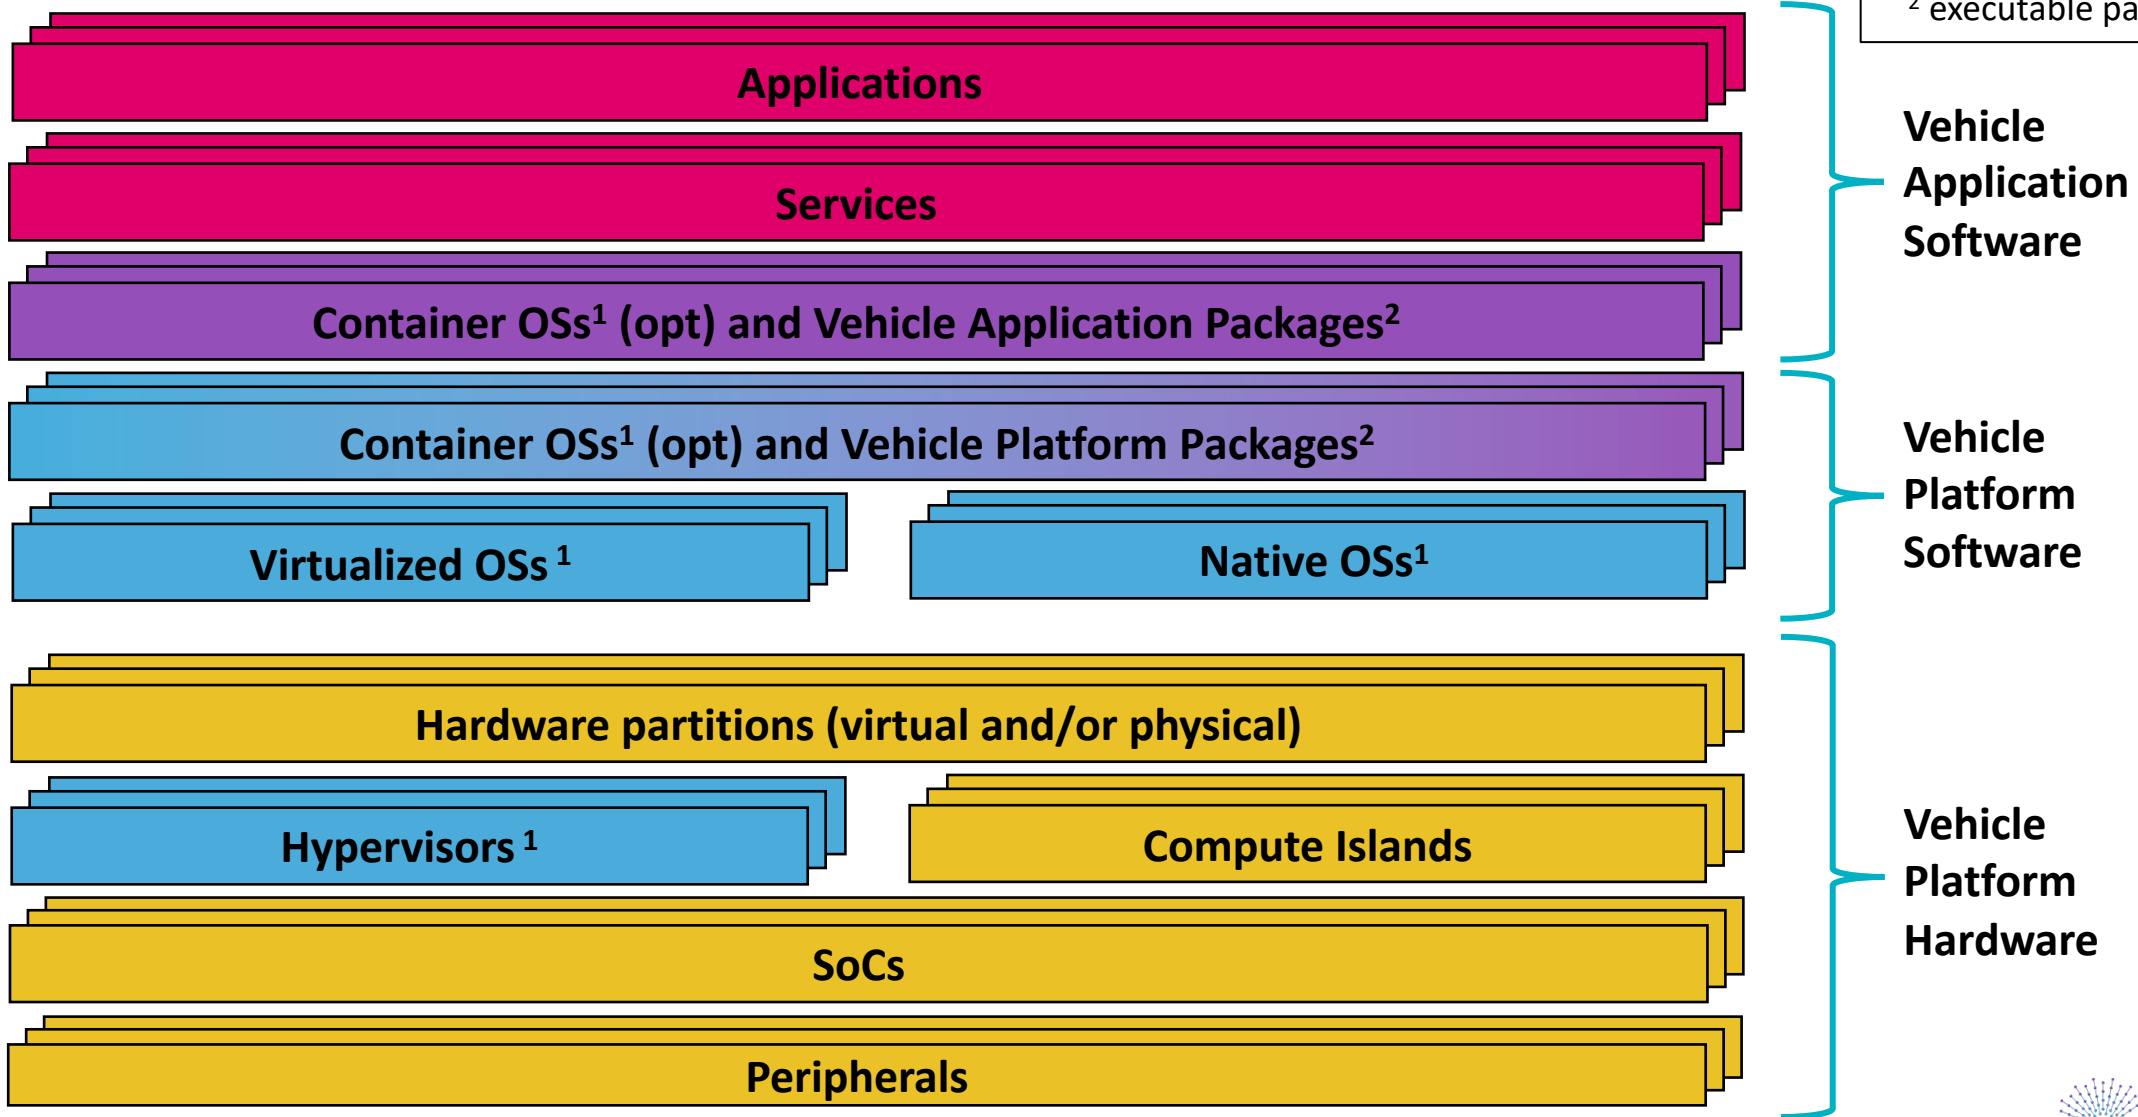 ² executable
Applications
Services
Container OSs¹ (opt) and Vehicle Application Packages²
Vehicle
Application
Software
Container OSs¹ (opt) and Vehicle Platform Packages²
Virtualized OSs ¹
Native OSs¹
Vehicle
Platform
Software
Hardware partitions (virtual and/or physical)
Hypervisors ¹
Compute Islands
SoCs
Peripherals
Vehicle
Platform
Hardware